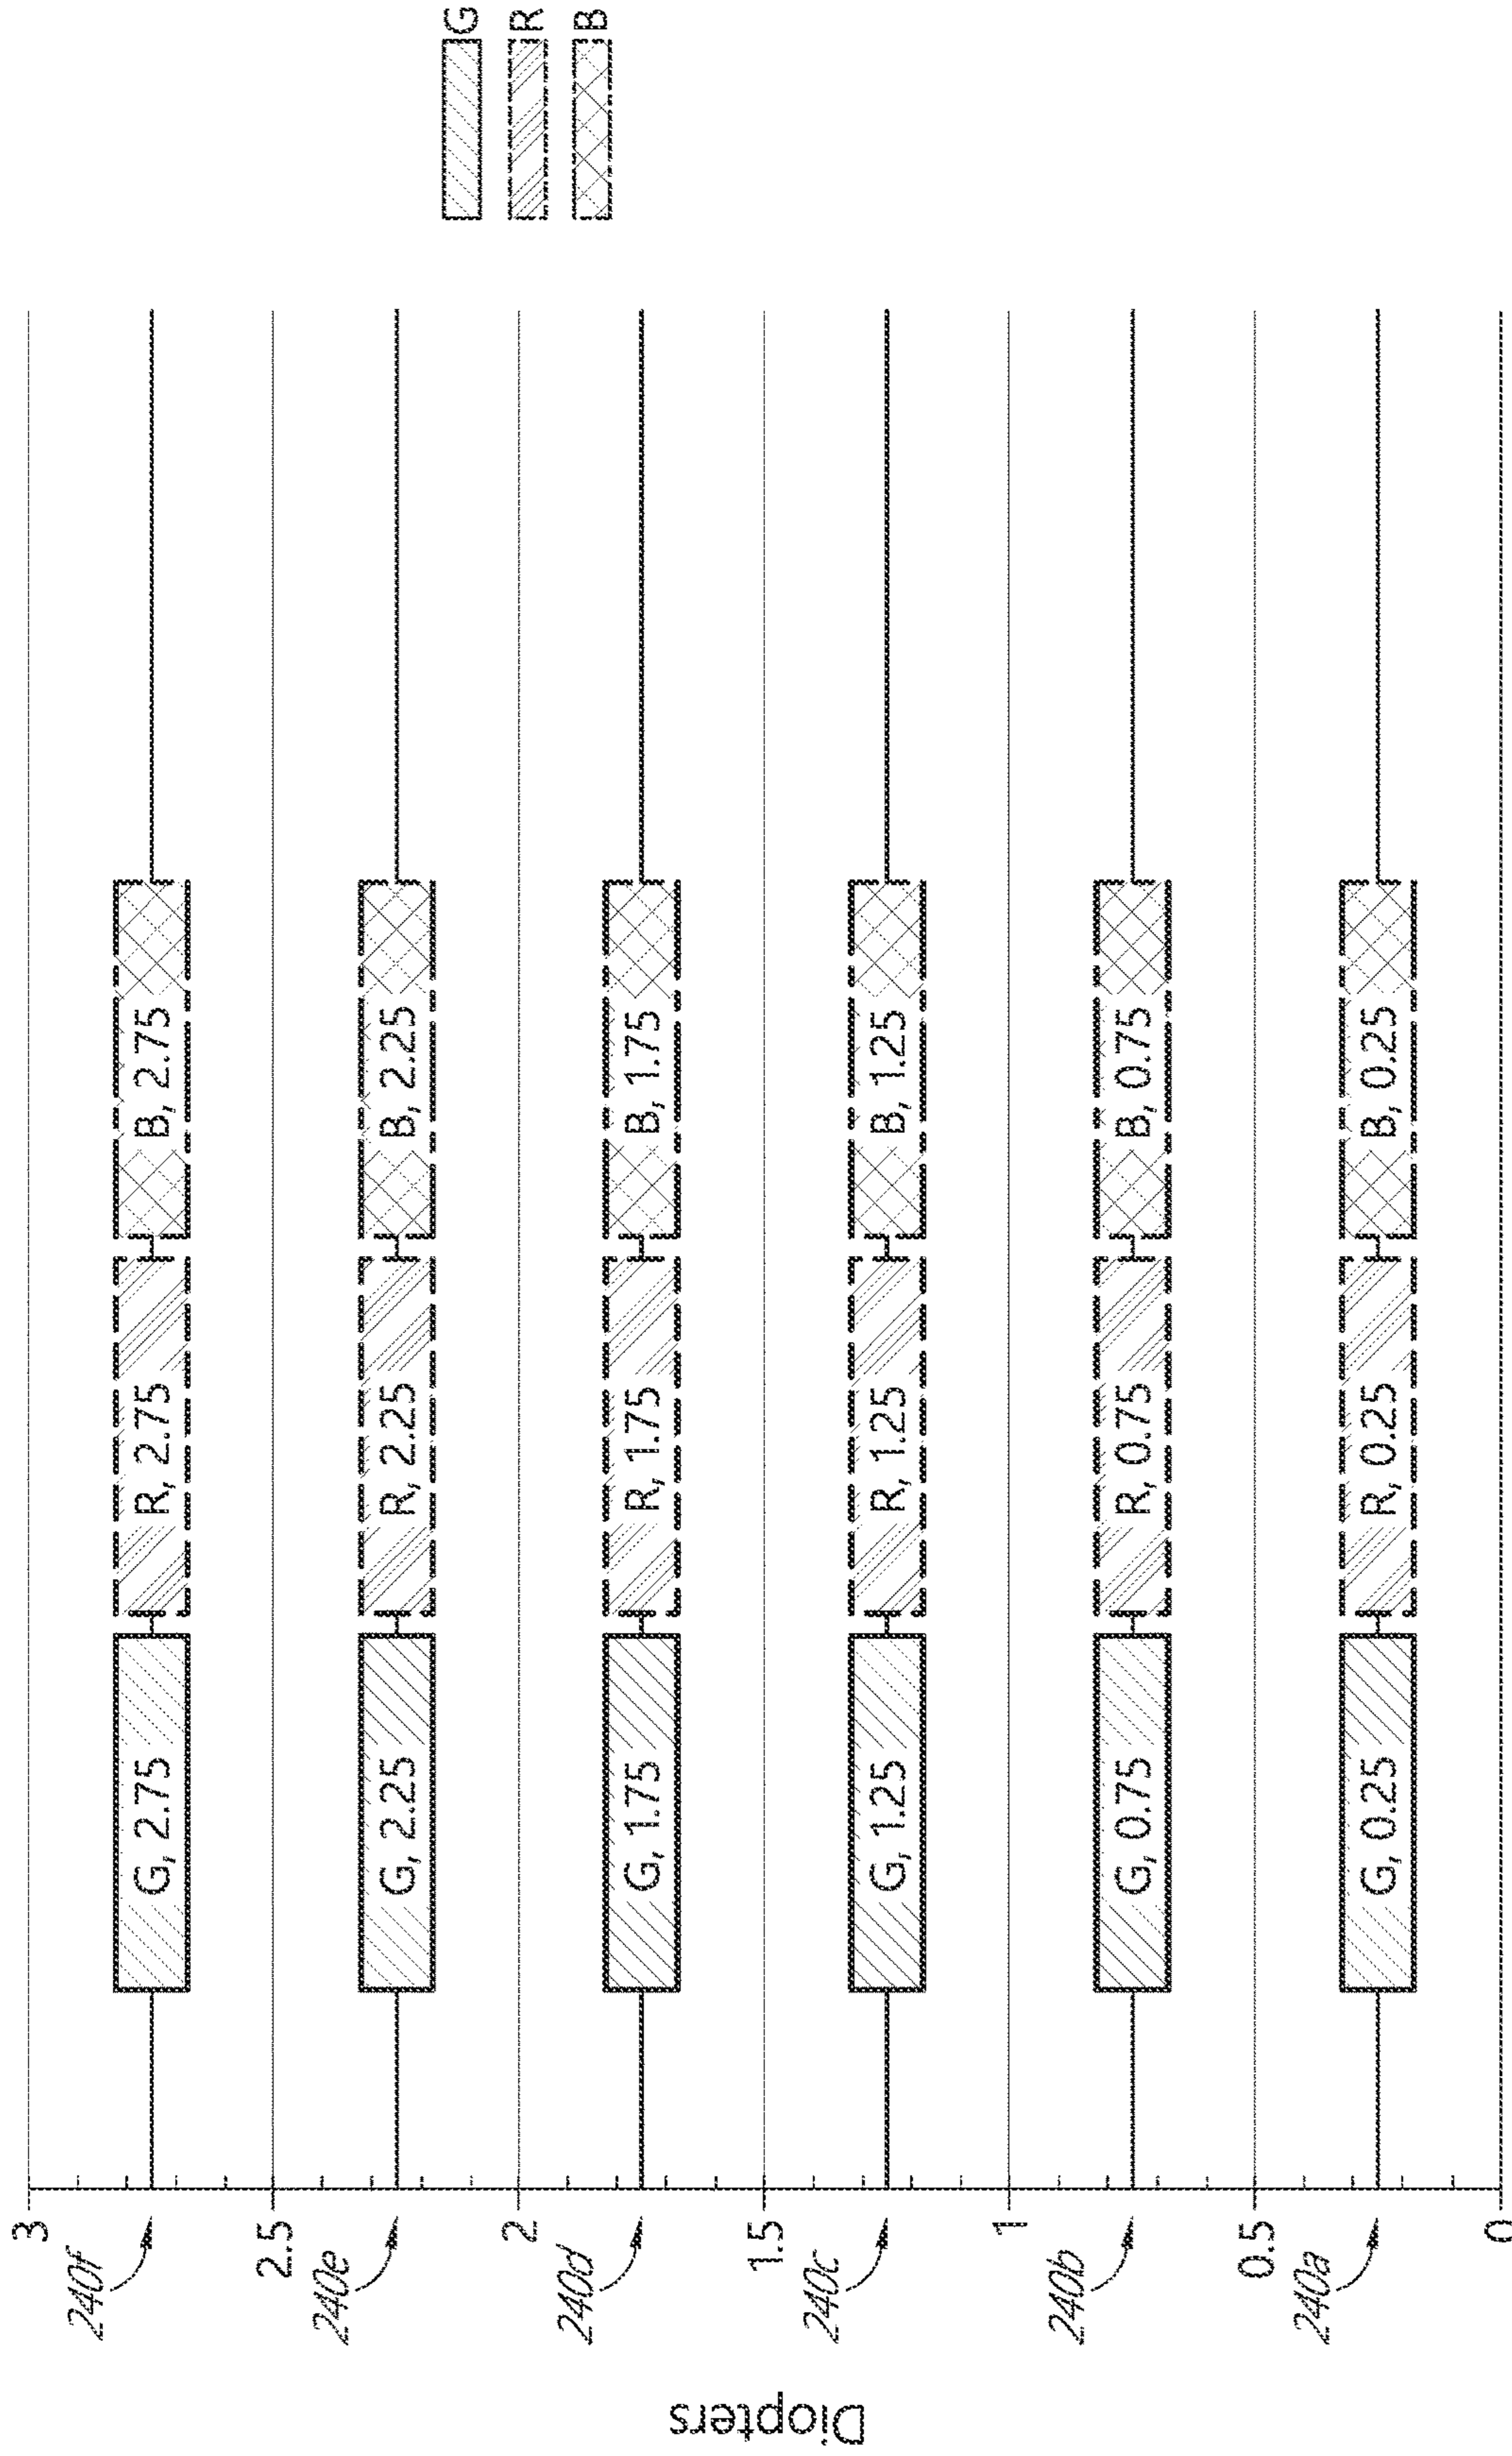 Diopters
3
240f
G, 2.75 R, 2.75 B, 2.75
2.5
240e
G, 2.25 R, 2.25 B, 2.25
2
240d
G, 1.75 R, 1.75 B, 1.75
1.5
240c
G, 1.25 R, 1.25 B, 1.25
1
240b
G, 0.75 R, 0.75 B, 0.75
0.5
240a
G, 0.25 R, 0.25 B, 0.25
0
G
R
B